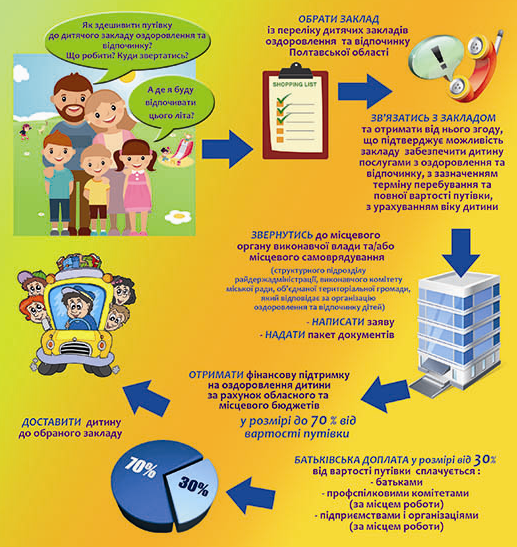 Як здешевити путівку
до дитячого закладу оздоровлення та
відпочинку?
Що робити? Куди звертатись?
А де я буду
відпочивати
цього літа?
SHOPPING LIST
ОБРАТИ ЗАКЛАД
із переліку дитячих закладів
оздоровлення та відпочинку
Полтавської області
ЗВ'ЯЗАТИСЬ З ЗАКЛАДОМ
та отримати від нього згоду,
що підтверджує можливість
закладу забезпечити дитину
послугами з оздоровлення та
відпочинку, з зазначенням
терміну перебування та
повної вартості путівки,
з урахуванням віку дитини
ЗВЕРНУТИСЬ до місцевого
органу виконавчої влади та/або
місцевого самоврядування
(структурного підрозділу
райдержадміністрації, виконавчого комітету
міської ради, об'єднаної територіальної громади,
який відповідає за організацію
оздоровлення та відпочинку дітей)
- НАПИСАТИ заяву
- НАДАТИ пакет документів
ОТРИМАТИ фінансову підтримку
на оздоровлення дитини
за рахунок обласного та
місцевого бюджетів
у розмірі до 70 % від
вартості путівки
ДОСТАВИТИ дитину
до обраного закладу
70%
30%
БАТЬКІВСЬКА ДОПЛАТА у розмірі від 30%
від вартості путівки сплачується :
- батьками
- профспілковими комітетами
(за місцем роботи)
- підприємствами і організаціями
(за місцем роботи)